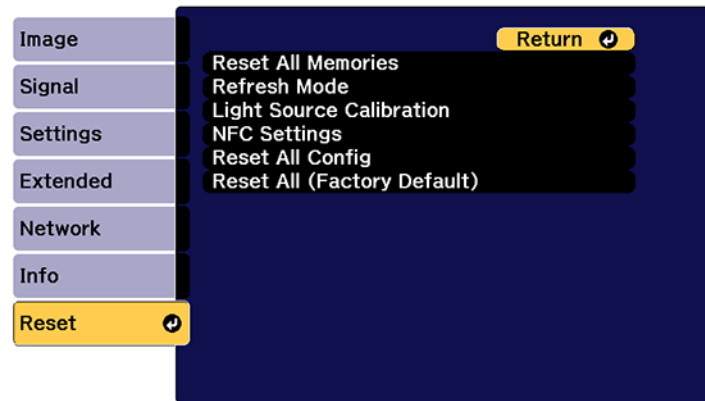 Image
Signal
Settings
Extended
Network
Info
Reset
Return
Reset All Memories
Refresh Mode
Light Source Calibration
NFC Settings
Reset All Config
Reset All (Factory Default)